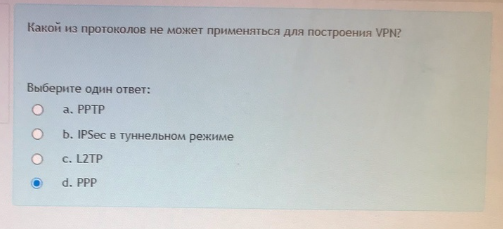 Какой из протоколов не может применяться для построения VPN?
Выберите один ответ:
a. PPTP
b. IPSec в туннельном режиме
c. L2TP
d. PPP